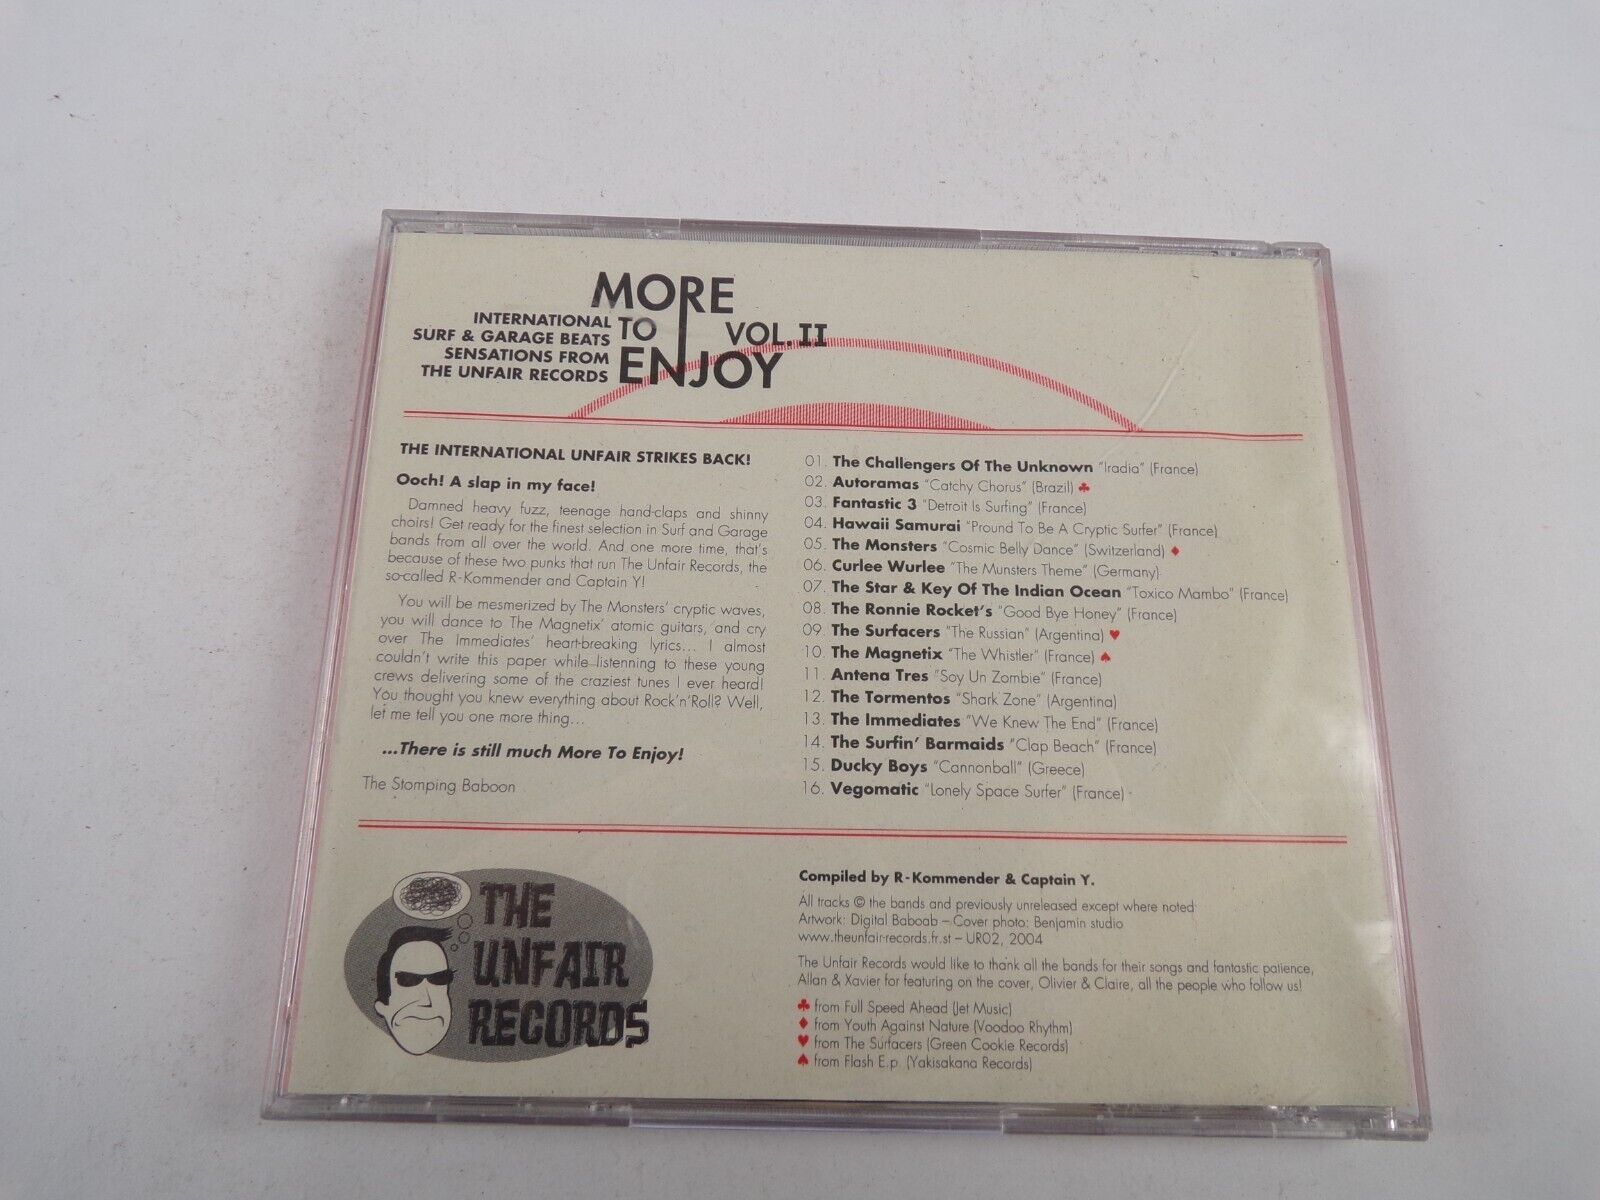 MORE
TO
ENJOY
VOL. II
INTERNATIONAL
SURF & GARAGE BEATS
SENSATIONS FROM
THE UNFAIR RECORDS
THE INTERNATIONAL UNFAIR STRIKES BACK!
Ooch! A slap in my face!
Damned heavy fuzz, teenage hand-claps and shinny
choirs! Get ready for the finest selection in Surf and Garage
bands from all over the world. And one more time, that's
because of these two punks that run The Unfair Records, the
so-called R-Kommender and Captain Y!
You will be mesmerized by The Monsters' cryptic waves,
you will dance to The Magnetix' atomic guitars, and cry
over The Immediates' heart-breaking lyrics... I almost
couldn't write this paper while listening to these young
crews delivering some of the craziest tunes I ever heard!
You thought you knew everything about Rock'n'Roll? Well,
let me tell you one more thing...
...There is still much More To Enjoy!
The Stomping Baboon
01. The Challengers Of The Unknown "Iradia" (France)
02. Autoramas "Catchy Chorus" (Brazil) ♣
03. Fantastic 3 "Detroit Is Surfing" (France)
04. Hawaii Samurai "Pround To Be A Cryptic Surfer" (France)
05. The Monsters "Cosmic Belly Dance" (Switzerland) ♦
06. Curlee Wurlee "The Munsters Theme" (Germany)
07. The Star & Key Of The Indian Ocean "Toxico Mambo" (France)
08. The Ronnie Rocket's "Good Bye Honey" (France)
09. The Surfacers "The Russian" (Argentina) ♥
10. The Magnetix "The Whistler" (France) ♠
11. Antena Tres "Soy Un Zombie" (France)
12. The Tormentos "Shark Zone" (Argentina)
13. The Immediates "We Knew The End" (France)
14. The Surfin' Barmaids "Clap Beach" (France)
15. Ducky Boys "Cannonball" (Greece)
16. Vegomatic "Lonely Space Surfer" (France)
THE
UNFAIR
RECORDS
Compiled by R-Kommender & Captain Y.
All tracks © the bands and previously unreleased except where noted
Artwork: Digital Baboab – Cover photo: Benjamin studio
www.theunfair-records.fr.st – UR02, 2004
The Unfair Records would like to thank all the bands for their songs and fantastic patience,
Allan & Xavier for featuring on the cover, Olivier & Claire, all the people who follow us!
♣ from Full Speed Ahead (Jet Music)
♦ from Youth Against Nature (Voodoo Rhythm)
♥ from The Surfacers (Green Cookie Records)
♠ from Flash E.p. (Yakisakana Records)